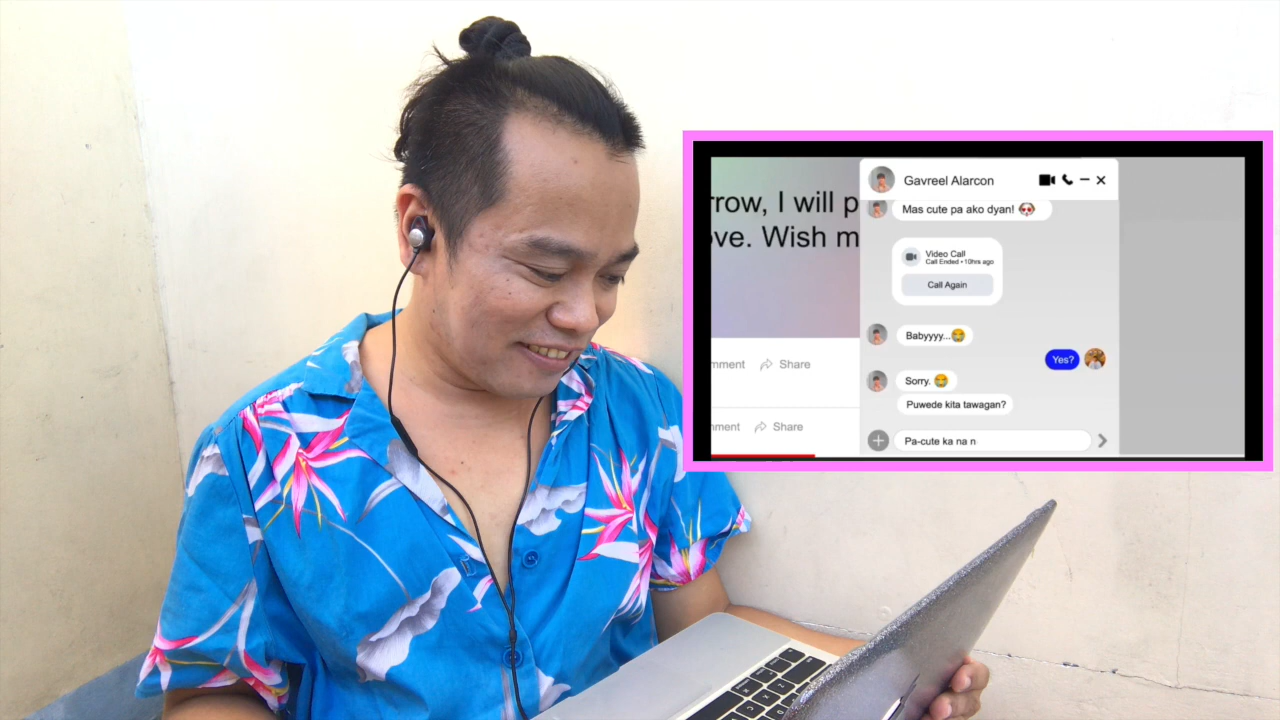 rrow, I will p
ove. Wish m
mment Share
mment Share
Gavreel Alarcon
Mas cute pa ako dyan!
Video Call
Call Ended • 10hrs ago
Call Again
Babyyyy...
Yes?
Sorry.
Puwede kita tawagan?
Pa-cute ka na n